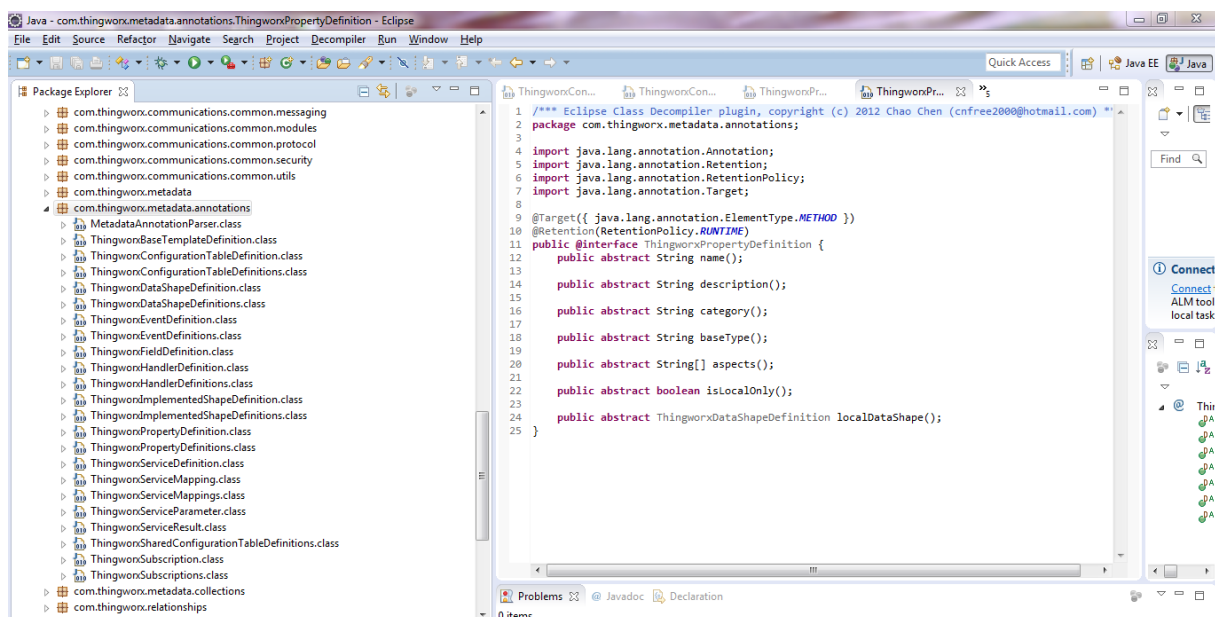 Java - com.thingworx.metadata.annotations.ThingworxPropertyDefinition - Eclipse
File Edit Source Refactor Navigate Search Project Decompiler Run Window Help
Quick Access
Java EE
Java
Package Explorer
com.thingworx.communications.common.messaging
com.thingworx.communications.common.modules
com.thingworx.communications.common.protocol
com.thingworx.communications.common.security
com.thingworx.communications.common.utils
com.thingworx.metadata
com.thingworx.metadata.annotations
MetadataAnnotationParser.class
ThingworxBaseTemplateDefinition.class
ThingworxConfigurationTableDefinition.class
ThingworxConfigurationTableDefinitions.class
ThingworxDataShapeDefinition.class
ThingworxDataShapeDefinitions.class
ThingworxEventDefinition.class
ThingworxEventDefinitions.class
ThingworxFieldDefinition.class
ThingworxHandlerDefinition.class
ThingworxHandlerDefinitions.class
ThingworxImplementedShapeDefinition.class
ThingworxImplementedShapeDefinitions.class
ThingworxPropertyDefinition.class
ThingworxPropertyDefinitions.class
ThingworxServiceDefinition.class
ThingworxServiceMapping.class
ThingworxServiceMappings.class
ThingworxServiceParameter.class
ThingworxServiceResult.class
ThingworxSharedConfigurationTableDefinitions.class
ThingworxSubscription.class
ThingworxSubscriptions.class
com.thingworx.metadata.collections
com.thingworx.relationships
ThingworxCon... ThingworxCon... ThingworxPr... ThingworxPr... »5
1 /*** Eclipse Class Decompiler plugin, copyright (c) 2012 Chao Chen (cnfree2000@hotmail.com) **
2 package com.thingworx.metadata.annotations;
3
4 import java.lang.annotation.Annotation;
5 import java.lang.annotation.Retention;
6 import java.lang.annotation.RetentionPolicy;
7 import java.lang.annotation.Target;
8
9 @Target({ java.lang.annotation.ElementType.METHOD })
10 @Retention(RetentionPolicy.RUNTIME)
11 public @interface ThingworxPropertyDefinition {
12 public abstract String name();
13
14 public abstract String description();
15
16 public abstract String category();
17
18 public abstract String baseType();
19
20 public abstract String[] aspects();
21
22 public abstract boolean isLocalOnly();
23
24 public abstract ThingworxDataShapeDefinition localDataShape();
25 }
Find
Connect
Connect
ALM tool
local task
Thin
A
A
A
A
A
A
A
A
Problems @ Javadoc Declaration
0 items